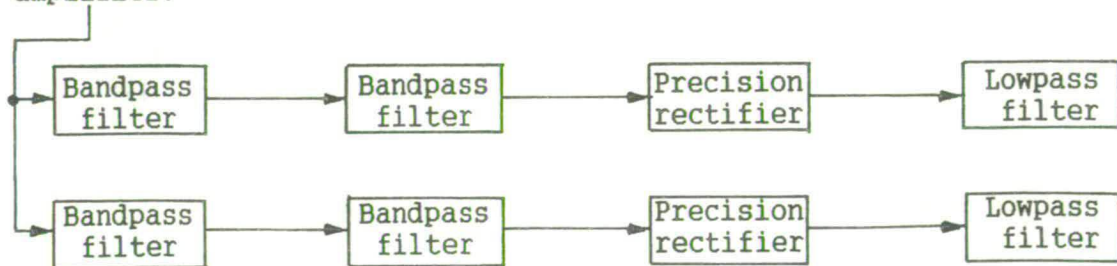 Bandpass
filter
Bandpass
filter
Precision
rectifier
Lowpass
filter
Bandpass
filter
Bandpass
filter
Precision
rectifier
Lowpass
filter